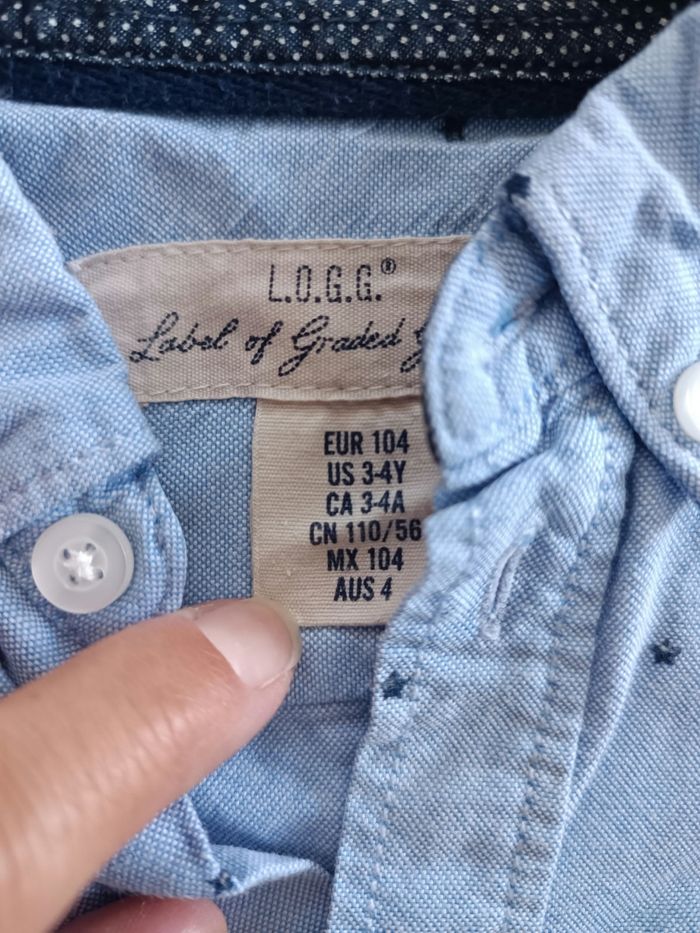 L.O.G.G.®
Label of Graded
EUR 104
US 3-4Y
CA 3-4A
CN 110/56
MX 104
AUS 4